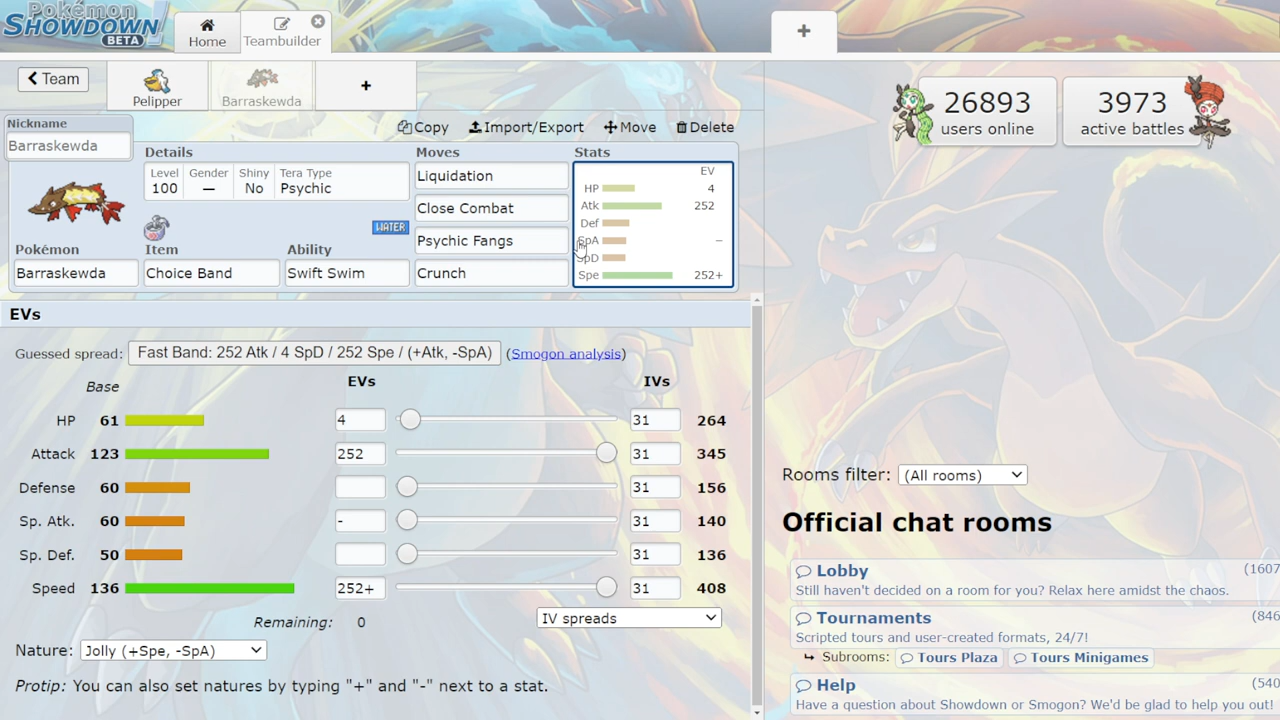 Pokémon
SHOWDOWN
BETA
Home
Teambuilder
+
Team
Pelipper
Barraskewda
+
Nickname
Barraskewda
Copy
Import/Export
Move
Delete
Details
Moves
Stats
Level
100
Gender
—
Shiny
No
Tera Type
Psychic
Liquidation
Close Combat
Psychic Fangs
Crunch
EV
HP 4
Atk 252
Def
SpA –
SpD
Spe 252+
WATER
Pokémon
Item
Ability
Barraskewda
Choice Band
Swift Swim
EVs
Guessed spread: Fast Band: 252 Atk / 4 SpD / 252 Spe / (+Atk, -SpA) (Smogon analysis)
Base EVs IVs
HP 61 4 31 264
Attack 123 252 31 345
Defense 60 31 156
Sp. Atk. 60 - 31 140
Sp. Def. 50 31 136
Speed 136 252+ 31 408
Remaining: 0
IV spreads
Nature: Jolly (+Spe, -SpA)
Protip: You can also set natures by typing "+" and "-" next to a stat.
26893
users online
3973
active battles
Rooms filter: (All rooms)
Official chat rooms
Lobby (1607
Still haven't decided on a room for you? Relax here amidst the chaos.
Tournaments (846
Scripted tours and user-created formats, 24/7!
Subrooms: Tours Plaza Tours Minigames
Help (540
Have a question about Showdown or Smogon? We'd be glad to help you out!